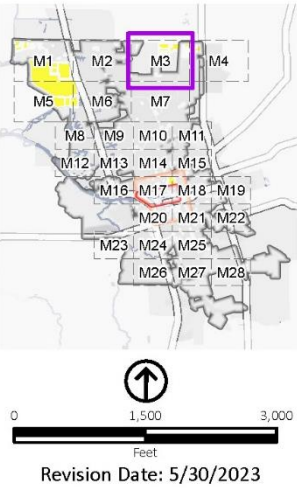 M1 M2 M3 M4
M5 M6 M7
M8 M9 M10 M11
M12 M13 M14 M15
M16 M17 M18 M19
M20 M21 M22
M23 M24 M25
M26 M27 M28
0 1,500 3,000
Feet
Revision Date: 5/30/2023